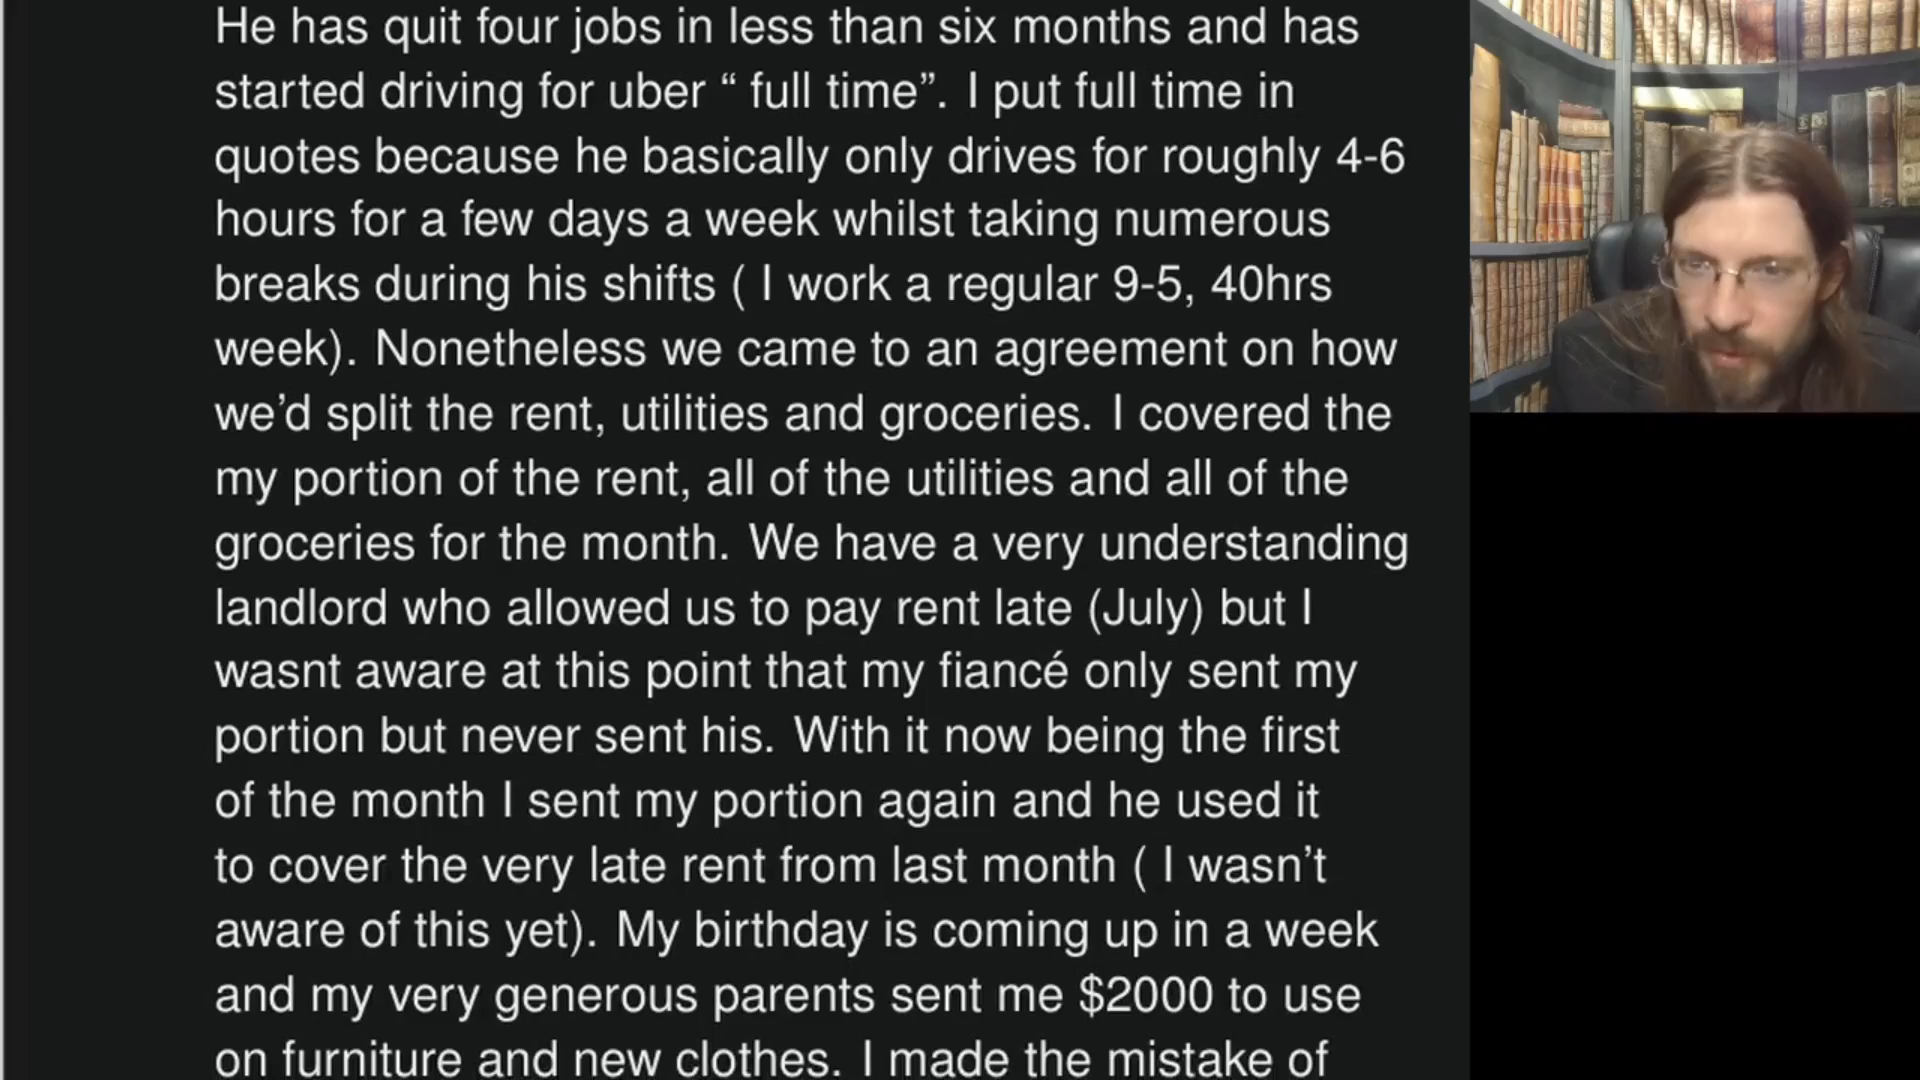 He has quit four jobs in less than six months and has
started driving for uber “ full time”. I put full time in
quotes because he basically only drives for roughly 4-6
hours for a few days a week whilst taking numerous
breaks during his shifts ( I work a regular 9-5, 40hrs
week). Nonetheless we came to an agreement on how
we’d split the rent, utilities and groceries. I covered the
my portion of the rent, all of the utilities and all of the
groceries for the month. We have a very understanding
landlord who allowed us to pay rent late (July) but I
wasnt aware at this point that my fiancé only sent my
portion but never sent his. With it now being the first
of the month I sent my portion again and he used it
to cover the very late rent from last month ( I wasn’t
aware of this yet). My birthday is coming up in a week
and my very generous parents sent me $2000 to use
on furniture and new clothes. I made the mistake of